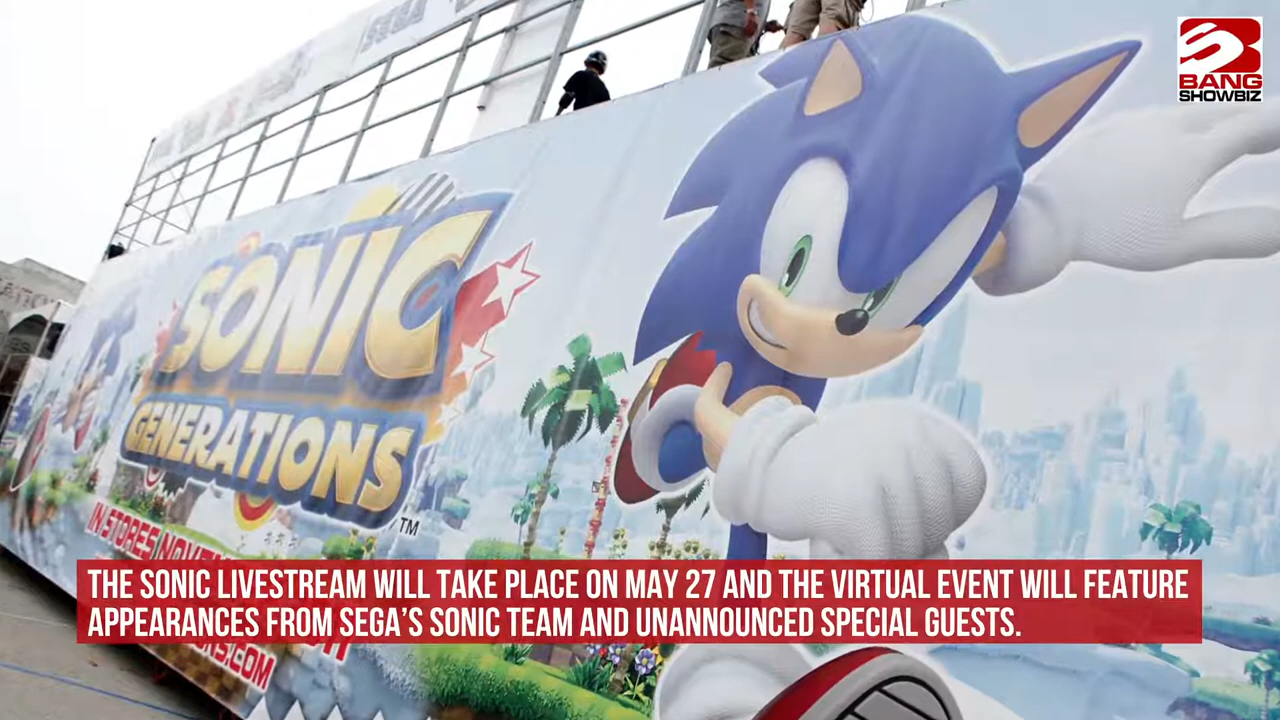 SEGA
BANG
SHOWBIZ
SONIC
GENERATIONS
TM
IN STORES
THE SONIC LIVESTREAM WILL TAKE PLACE ON MAY 27 AND THE VIRTUAL EVENT WILL FEATURE
APPEARANCES FROM SEGA'S SONIC TEAM AND UNANNOUNCED SPECIAL GUESTS.